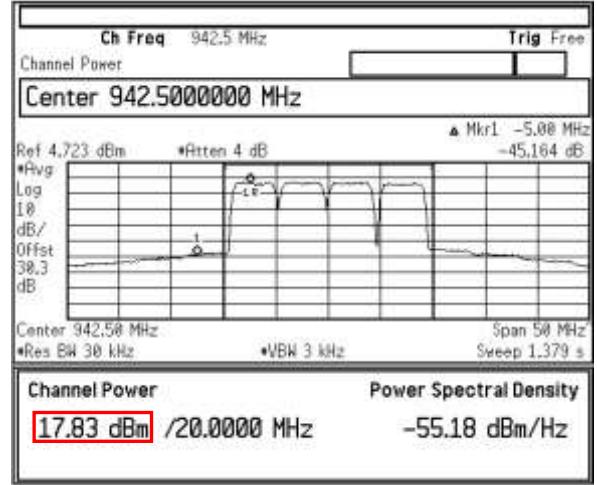 Ch Freq 942.5 MHz Trig Free
Channel Power
Center 942.5000000 MHz
▵ Mkr1 -5.00 MHz
Ref 4.723 dBm *Atten 4 dB -45.164 dB
*Avg
Log
10
dB/
Offst
30.3
dB
1
1R
Center 942.50 MHz Span 50 MHz
*Res BW 30 kHz *VBW 3 kHz Sweep 1.379 s
Channel Power Power Spectral Density
17.83 dBm /20.0000 MHz -55.18 dBm/Hz